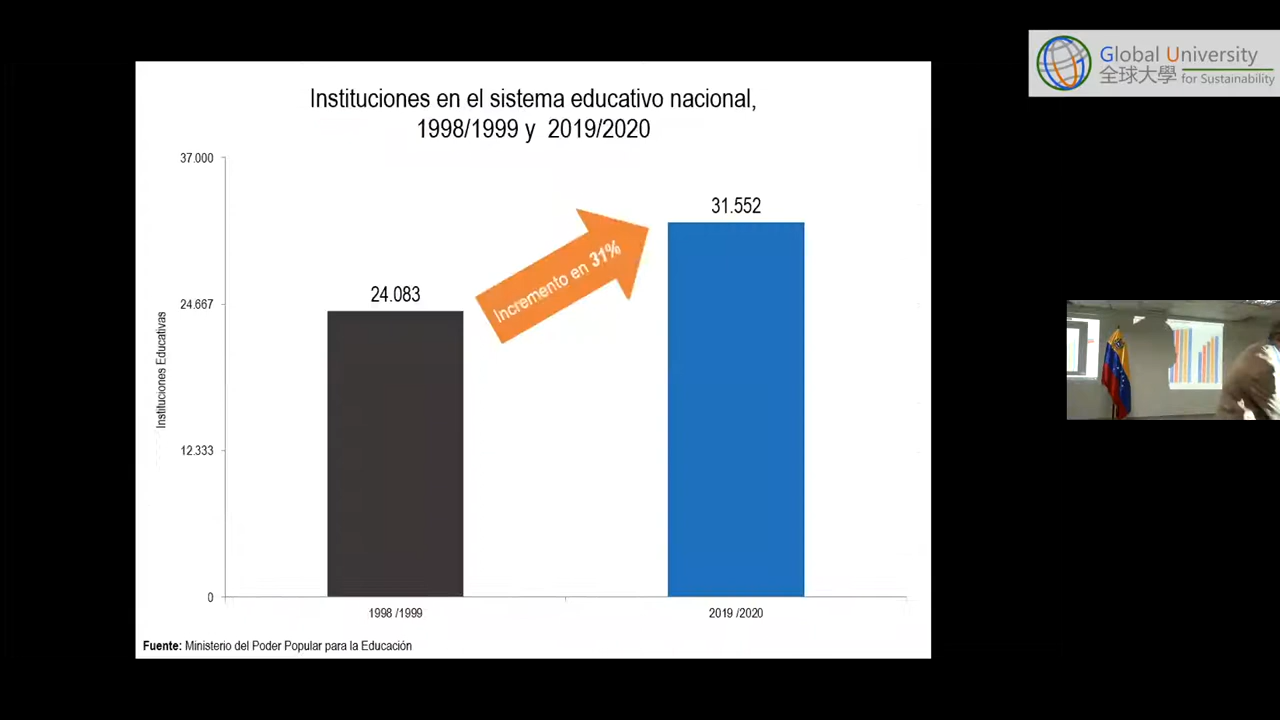 Global University
全球大學 for Sustainability
Instituciones en el sistema educativo nacional,
1998/1999 y 2019/2020
37.000
24.667
12.333
0
Instituciones Educativas
24.083
Incremento en 31%
31.552
1998 /1999
2019 /2020
Fuente: Ministerio del Poder Popular para la Educación